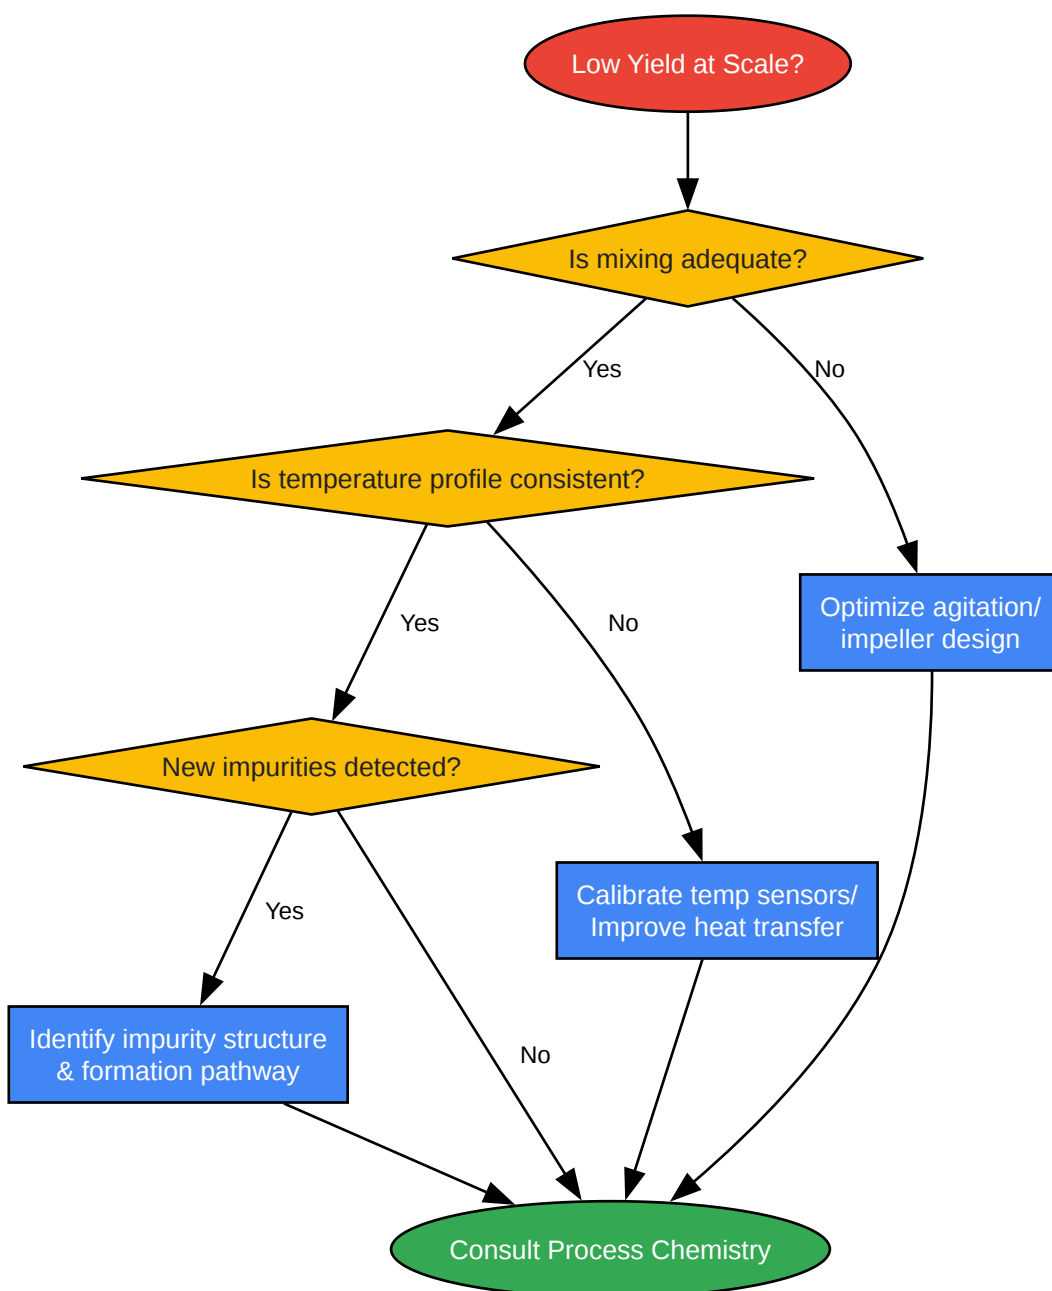 Low Yield at Scale?
Is mixing adequate?
Yes
No
Is temperature profile consistent?
Optimize agitation/
impeller design
Yes
No
New impurities detected?
Calibrate temp sensors/
Improve heat transfer
Yes
Identify impurity structure
& formation pathway
No
Consult Process Chemistry